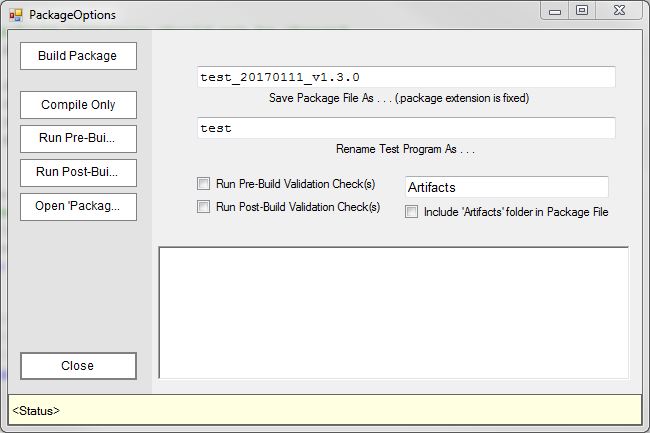 PackageOptions
Build Package
Compile Only
Run Pre-Bui...
Run Post-Bui...
Open 'Packag...
Close
test_20170111_v1.3.0
Save Package File As . . . (.package extension is fixed)
test
Rename Test Program As . . .
Run Pre-Build Validation Check(s)
Artifacts
Run Post-Build Validation Check(s)
Include 'Artifacts' folder in Package File
<Status>